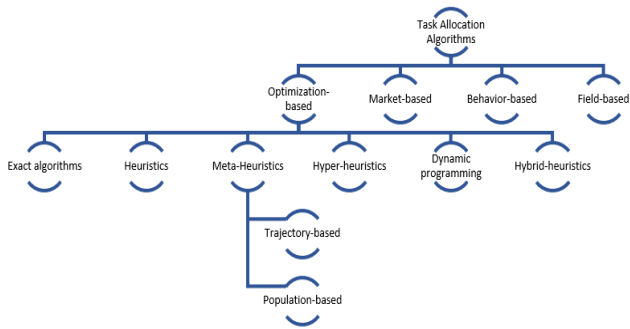 Task Allocation
Algorithms
Optimization-
based
Market-based
Behavior-based
Field-based
Exact algorithms
Heuristics
Meta-Heuristics
Hyper-heuristics
Dynamic
programming
Hybrid-heuristics
Trajectory-based
Population-based